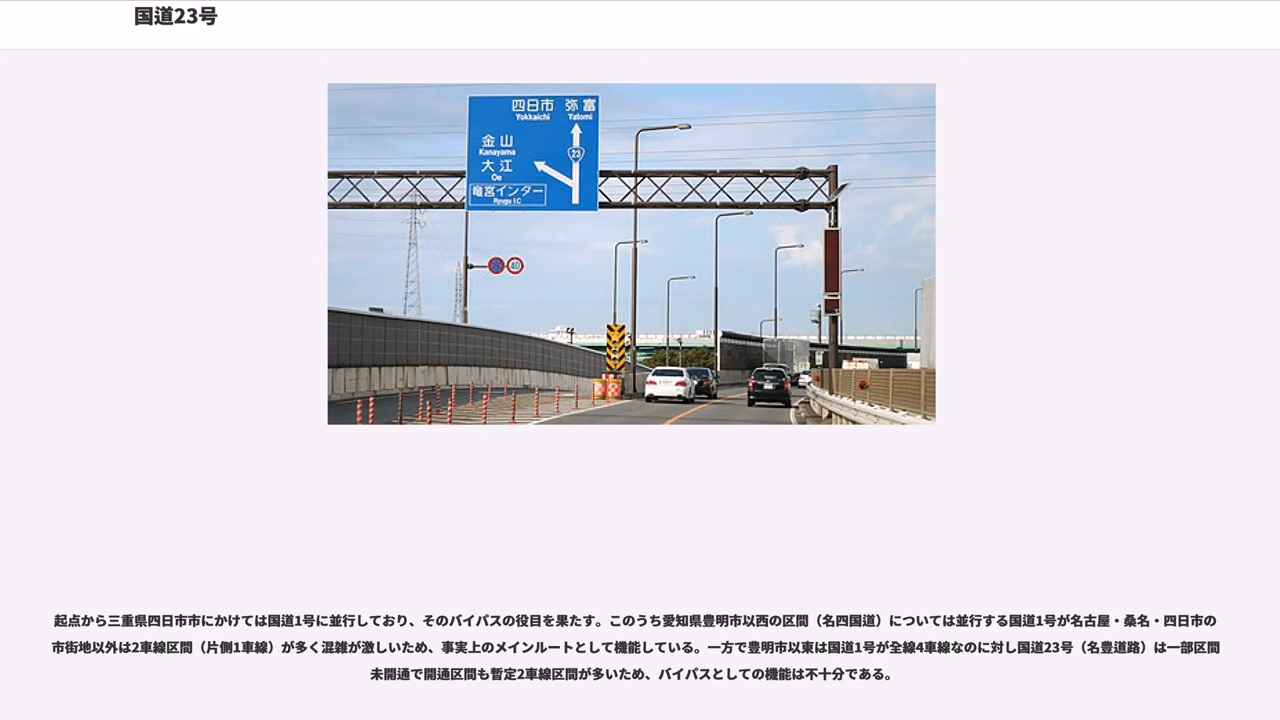 国道23号
四日市 弥富
Yokkaichi Yatomi
金山
Kanayama
23
大江
Oe
竜宮インター
Ryugu IC
40
起点から三重県四日市市にかけては国道1号に並行しており、そのバイパスの役目を果たす。このうち愛知県豊明市以西の区間（名四国道）については並行する国道1号が名古屋・桑名・四日市の
市街地以外は2車線区間（片側1車線）が多く混雑が激しいため、事実上のメインルートとして機能している。一方で豊明市以東は国道1号が全線4車線なのに対し国道23号（名豊道路）は一部区間
未開通で開通区間も暫定2車線区間が多いため、バイパスとしての機能は不十分である。